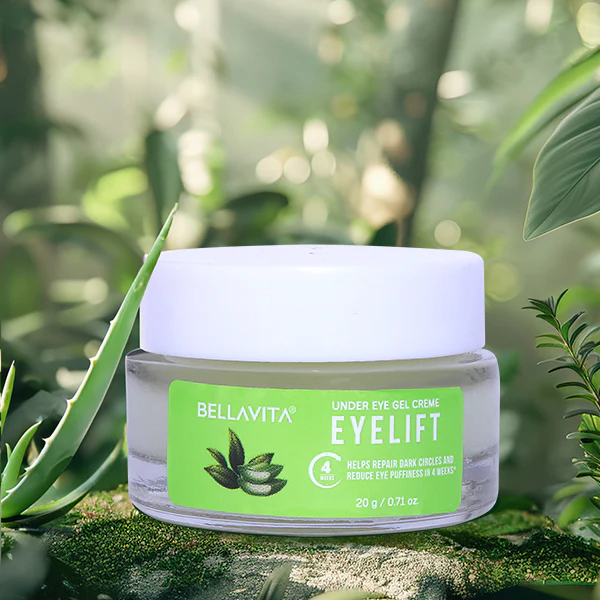 BELLAVITA®
UNDER EYE GEL CREME
EYELIFT
4
WEEKS
HELPS REPAIR DARK CIRCLES AND
REDUCE EYE PUFFINESS IN 4 WEEKS*
20 g / 0.71 oz.